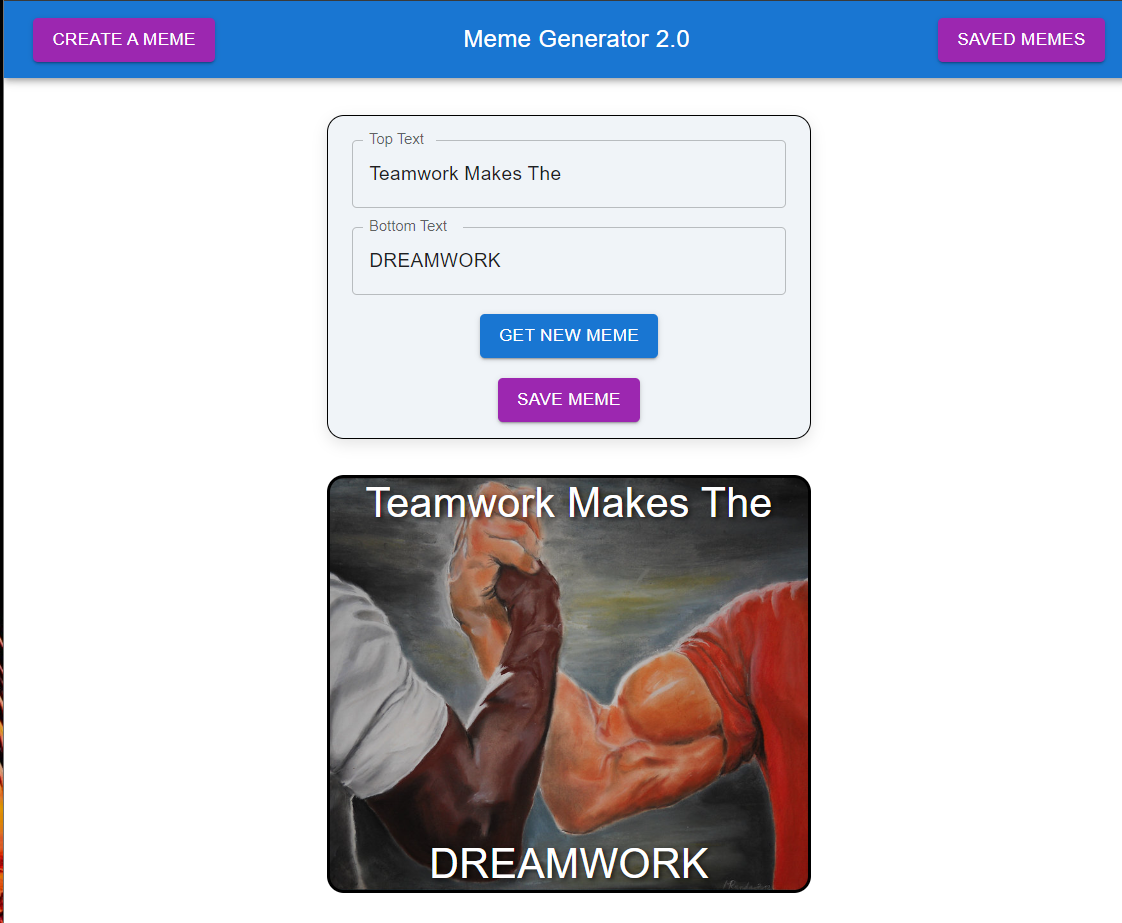 CREATE A MEME
Meme Generator 2.0
SAVED MEMES
Top Text
Teamwork Makes The
Bottom Text
DREAMWORK
GET NEW MEME
SAVE MEME
Teamwork Makes The
DREAMWORK